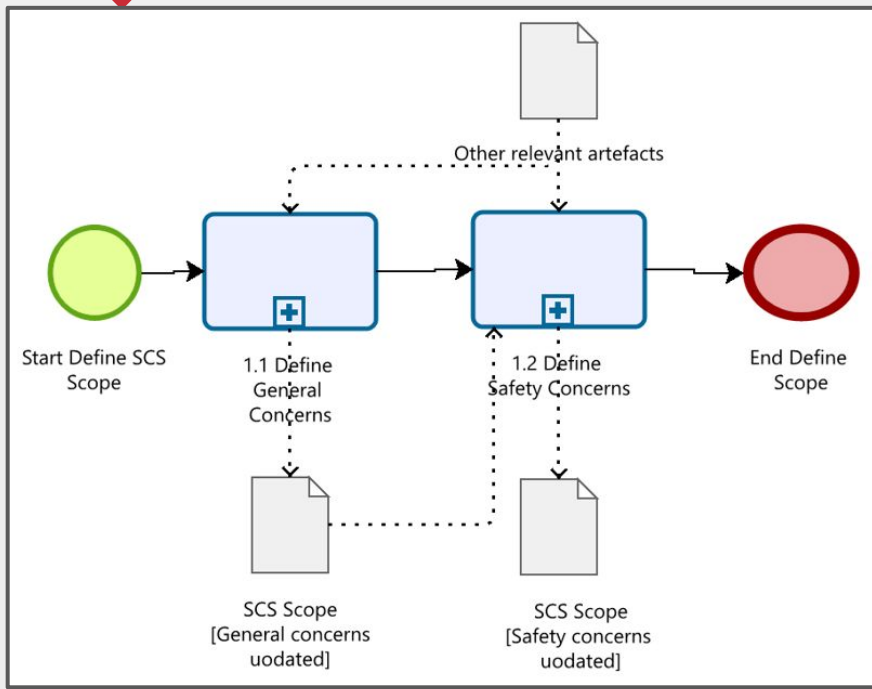 Other relevant artefacts
Start Define SCS
Scope
1.1 Define
General
Concerns
1.2 Define
Safety Concerns
End Define
Scope
SCS Scope
[General concerns
uodated]
SCS Scope
[Safety concerns
uodated]